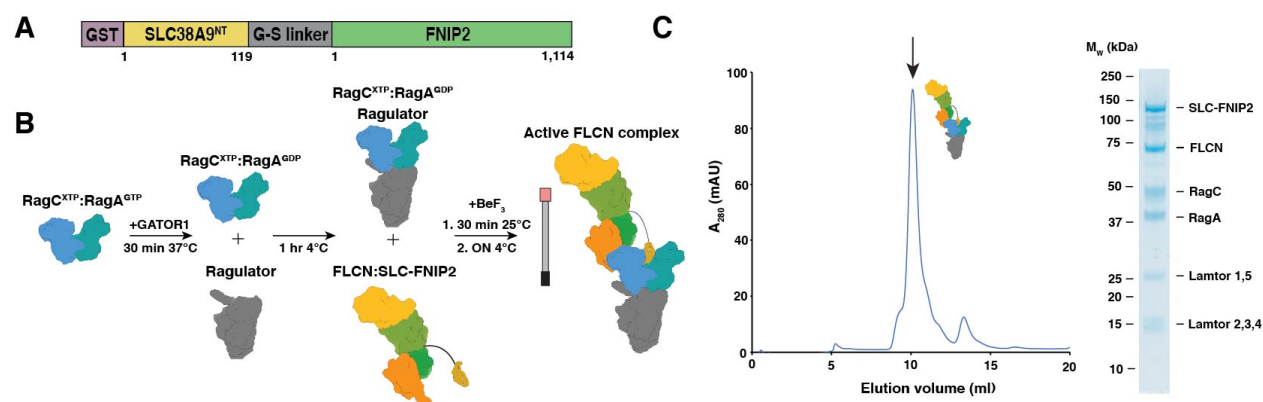 A
GST SLC38A9ᴺᵀ G-S linker FNIP2
1 119 1 1,114
B
RagCˣᵀᴾ:RagAᴳᵀᴾ
+GATOR1
30 min 37°C
RagCˣᵀᴾ:RagAᴳᴰᴾ
+
Ragulator
1 hr 4°C
RagCˣᵀᴾ:RagAᴳᴰᴾ
Ragulator
+
FLCN:SLC-FNIP2
+BeF₃
1. 30 min 25°C
2. ON 4°C
Active FLCN complex
C
A₂₈₀ (mAU)
100
80
60
40
20
0
0 5 10 15 20
Elution volume (ml)
M_W (kDa)
250
150
100
75
50
37
25
20
15
10
SLC-FNIP2
FLCN
RagC
RagA
Lamtor 1,5
Lamtor 2,3,4